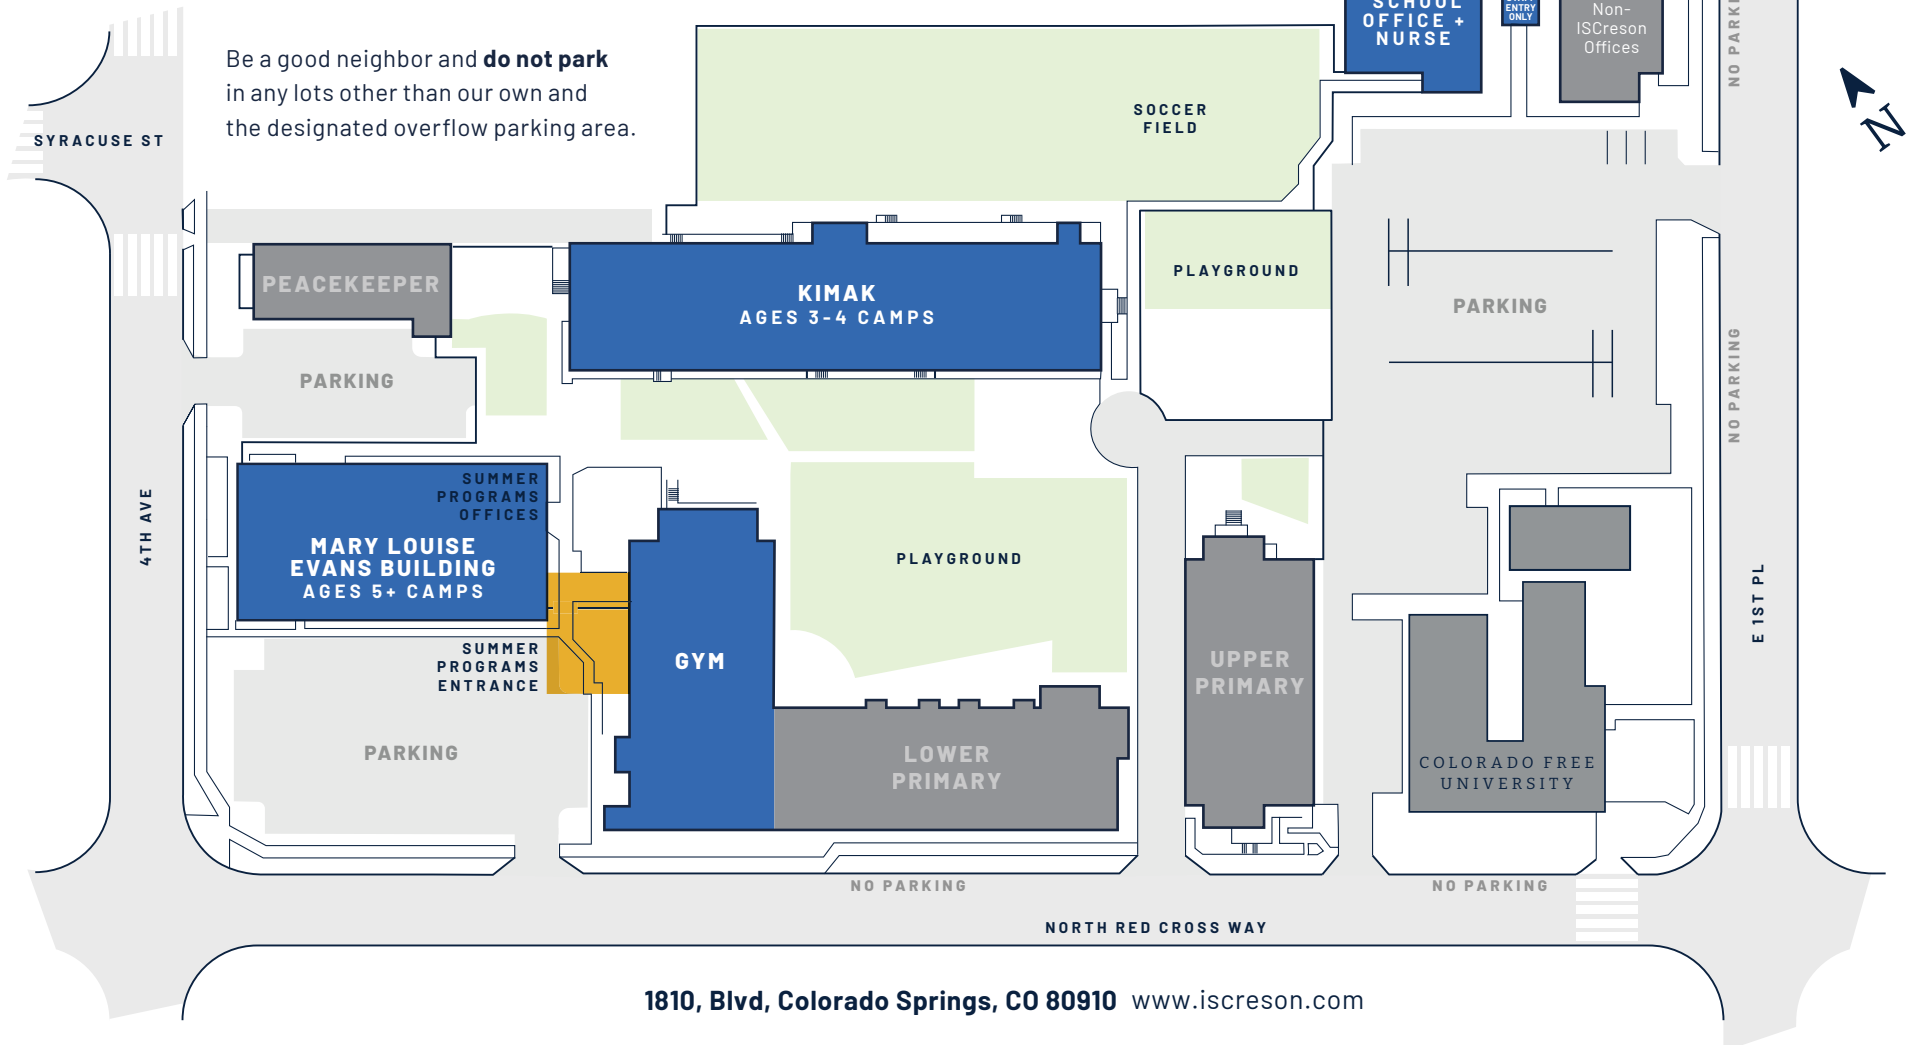 SCHOOL
OFFICE +
NURSE
ENTRY
ONLY
Non-
ISCreson
Offices
Be a good neighbor and do not park
in any lots other than our own and
the designated overflow parking area.
SOCCER
FIELD
SYRACUSE ST
N
NO PARKING
PEACEKEEPER
KIMAK
AGES 3-4 CAMPS
PLAYGROUND
PARKING
PARKING
4TH AVE
SUMMER
PROGRAMS
OFFICES
MARY LOUISE
EVANS BUILDING
AGES 5+ CAMPS
PLAYGROUND
E 1ST PL
SUMMER
PROGRAMS
ENTRANCE
GYM
UPPER
PRIMARY
PARKING
LOWER
PRIMARY
COLORADO FREE
UNIVERSITY
NO PARKING
NO PARKING
NORTH RED CROSS WAY
1810, Blvd, Colorado Springs, CO 80910 www.iscreson.com